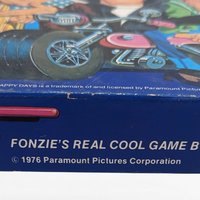 APPY DAYS is a trademark of and licensed by Paramount Pictur
FONZIE'S REAL COOL GAME B
© 1976 Paramount Pictures Corporation